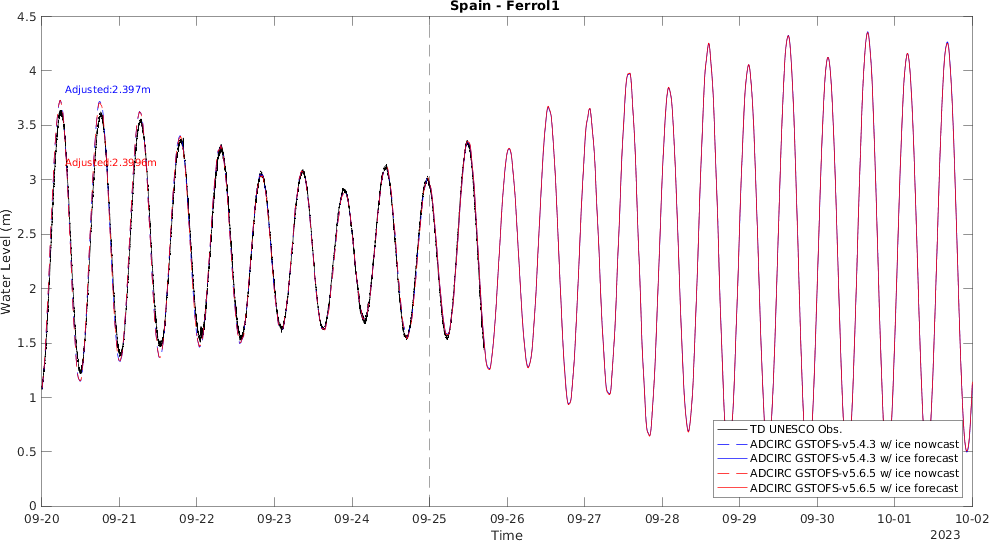 Spain - Ferrol1
4.5
4
3.5
3
2.5
2
1.5
1
0.5
0
Water Level (m)
Adjusted:2.397m
Adjusted:2.3996m
TD UNESCO Obs.
ADCIRC GSTOFS-v5.4.3 w/ ice nowcast
ADCIRC GSTOFS-v5.4.3 w/ ice forecast
ADCIRC GSTOFS-v5.6.5 w/ ice nowcast
ADCIRC GSTOFS-v5.6.5 w/ ice forecast
09-20 09-21 09-22 09-23 09-24 09-25 09-26 09-27 09-28 09-29 09-30 10-01 10-02
Time
2023